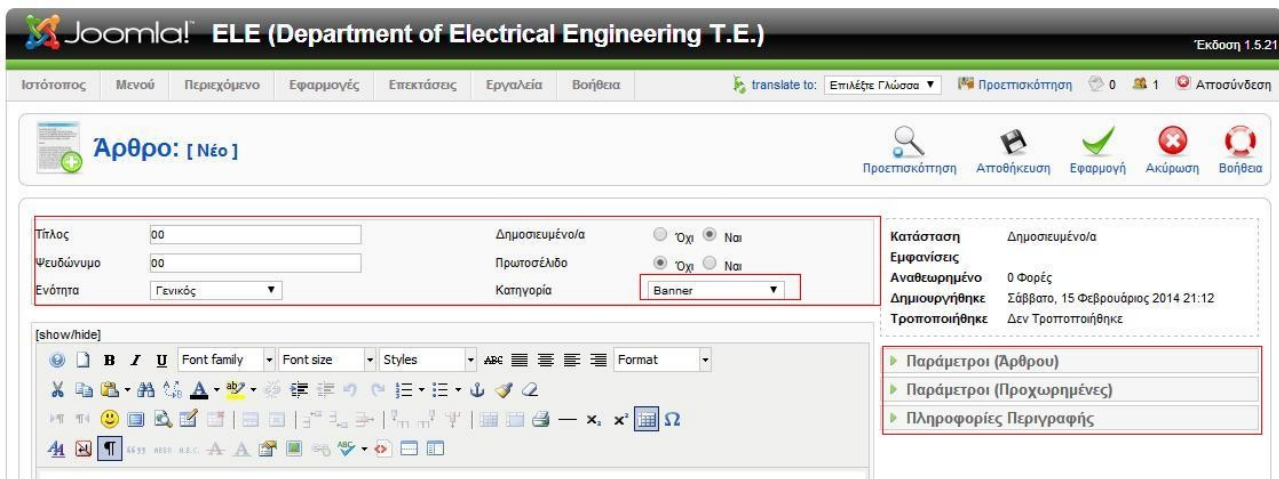 Joomla! ELE (Department of Electrical Engineering T.E.)
Έκδοση 1.5.21
Ιστότοπος Μενού Περιεχόμενο Εφαρμογές Επεκτάσεις Εργαλεία Βοήθεια translate to: Επιλέξτε Γλώσσα Προεπισκόπηση 0 1 Αποσύνδεση
Άρθρο: [ Νέο ]
Προεπισκόπηση Αποθήκευση Εφαρμογή Ακύρωση Βοήθεια
Τίτλος 00 Δημοσιευμένο/α Όχι Ναι
Ψευδώνυμο 00 Πρωτοσέλιδο Όχι Ναι
Ενότητα Γενικός Κατηγορία Banner
Κατάσταση Δημοσιευμένο/α
Εμφανίσεις
Αναθεωρημένο 0 Φορές
Δημιουργήθηκε Σάββατο, 15 Φεβρουάριος 2014 21:12
Τροποποιήθηκε Δεν Τροποποιήθηκε
[show/hide]
B I U Font family Font size Styles ABC Format
Παράμετροι (Άρθρου)
Παράμετροι (Προχωρημένες)
Πληροφορίες Περιγραφής